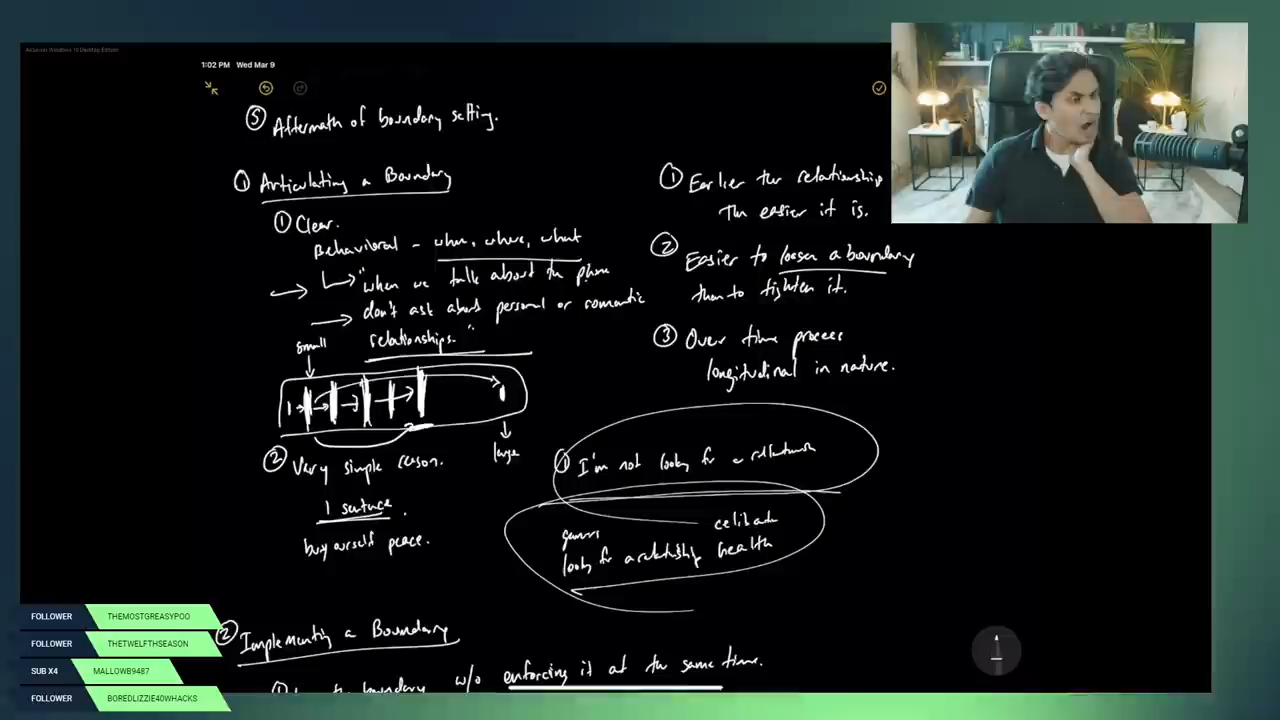 1:02 PM Wed Mar 9
5 Aftermath of boundary setting.
1 Articulating a Boundary
1 Clear.
Behavioral - when, where, what
"when we talk about the phone
don't ask about personal or romantic
relationships."
small
large
2 Very simple reason.
1 sentence.
buy ourself peace.
1 Earlier the relationship
The easier it is.
2 Easier to loosen a boundary
than to tighten it.
3 Over time process
longitudinal in nature.
1 I'm not looking for a relationship
celibate
looking for a relationship health
2 Implementing a Boundary
boundary w/o enforcing it at the same time.
FOLLOWER THEMOSTGREASYPOO
FOLLOWER THETWELFTHSEASON
SUB X4 MALLOWB9487
FOLLOWER BOREDLIZZIE40WHACKS